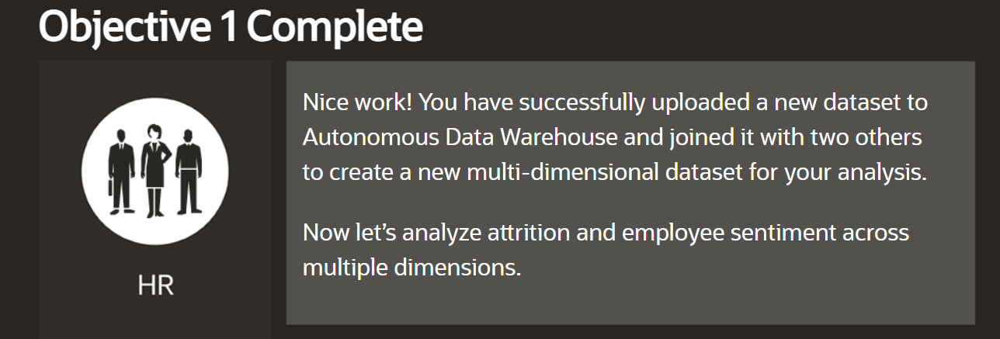 Objective 1 Complete
Nice work! You have successfully uploaded a new dataset to
Autonomous Data Warehouse and joined it with two others
to create a new multi-dimensional dataset for your analysis.
Now let’s analyze attrition and employee sentiment across
multiple dimensions.
HR